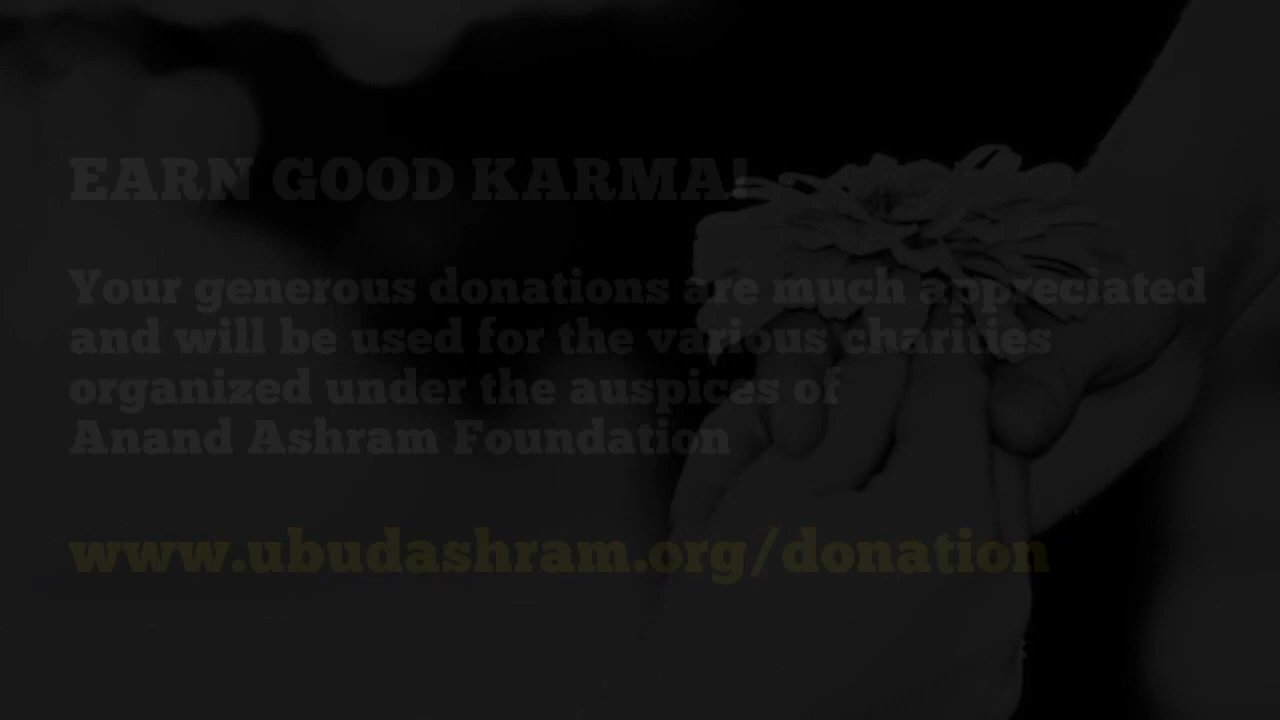 EARN GOOD KARMA!
Your generous donations are much appreciated
and will be used for the various charities
organized under the auspices of
Anand Ashram Foundation
www.ubudashram.org/donation